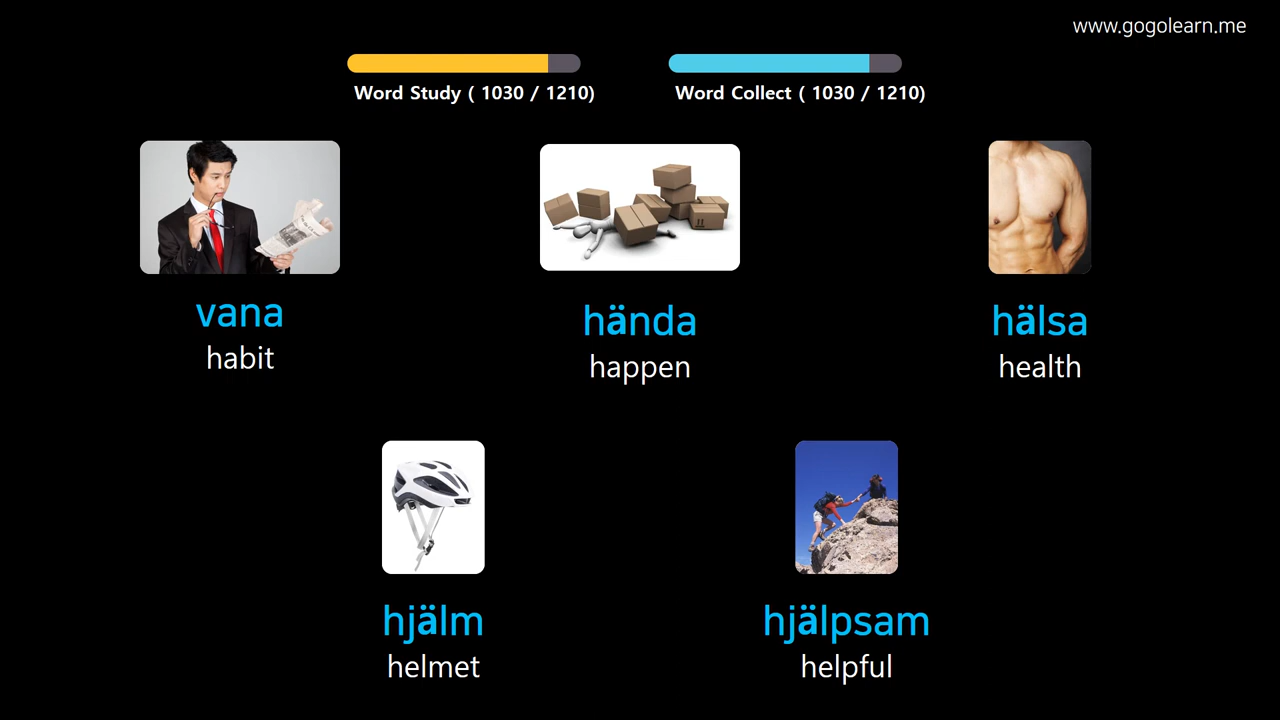 www.gogolearn.me
Word Study ( 1030 / 1210)
Word Collect ( 1030 / 1210)
vana
habit
hända
happen
hälsa
health
hjälm
helmet
hjälpsam
helpful